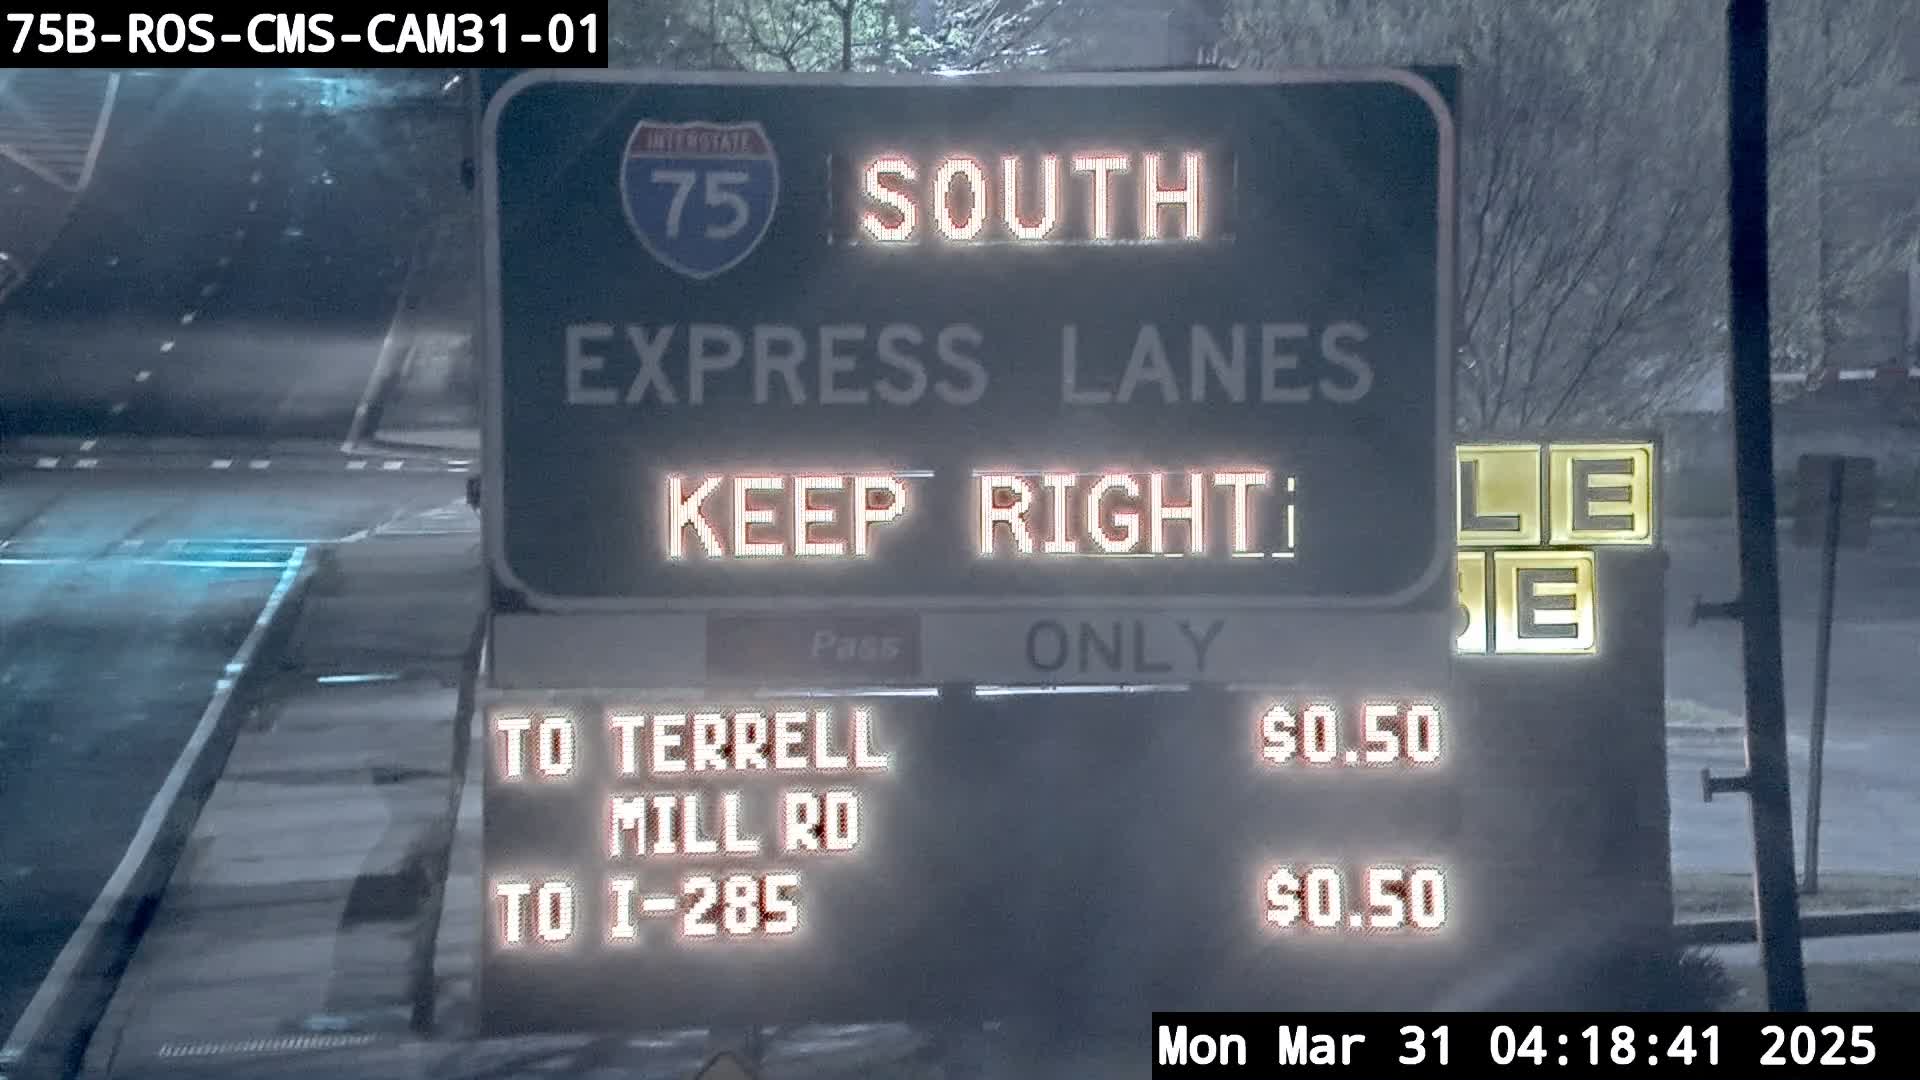 75B-ROS-CMS-CAM31-01
INTERSTATE
75
SOUTH
EXPRESS LANES
KEEP RIGHT
Pass ONLY
TO TERRELL $0.50
MILL RD
TO I-285 $0.50
LE
E
Mon Mar 31 04:18:41 2025